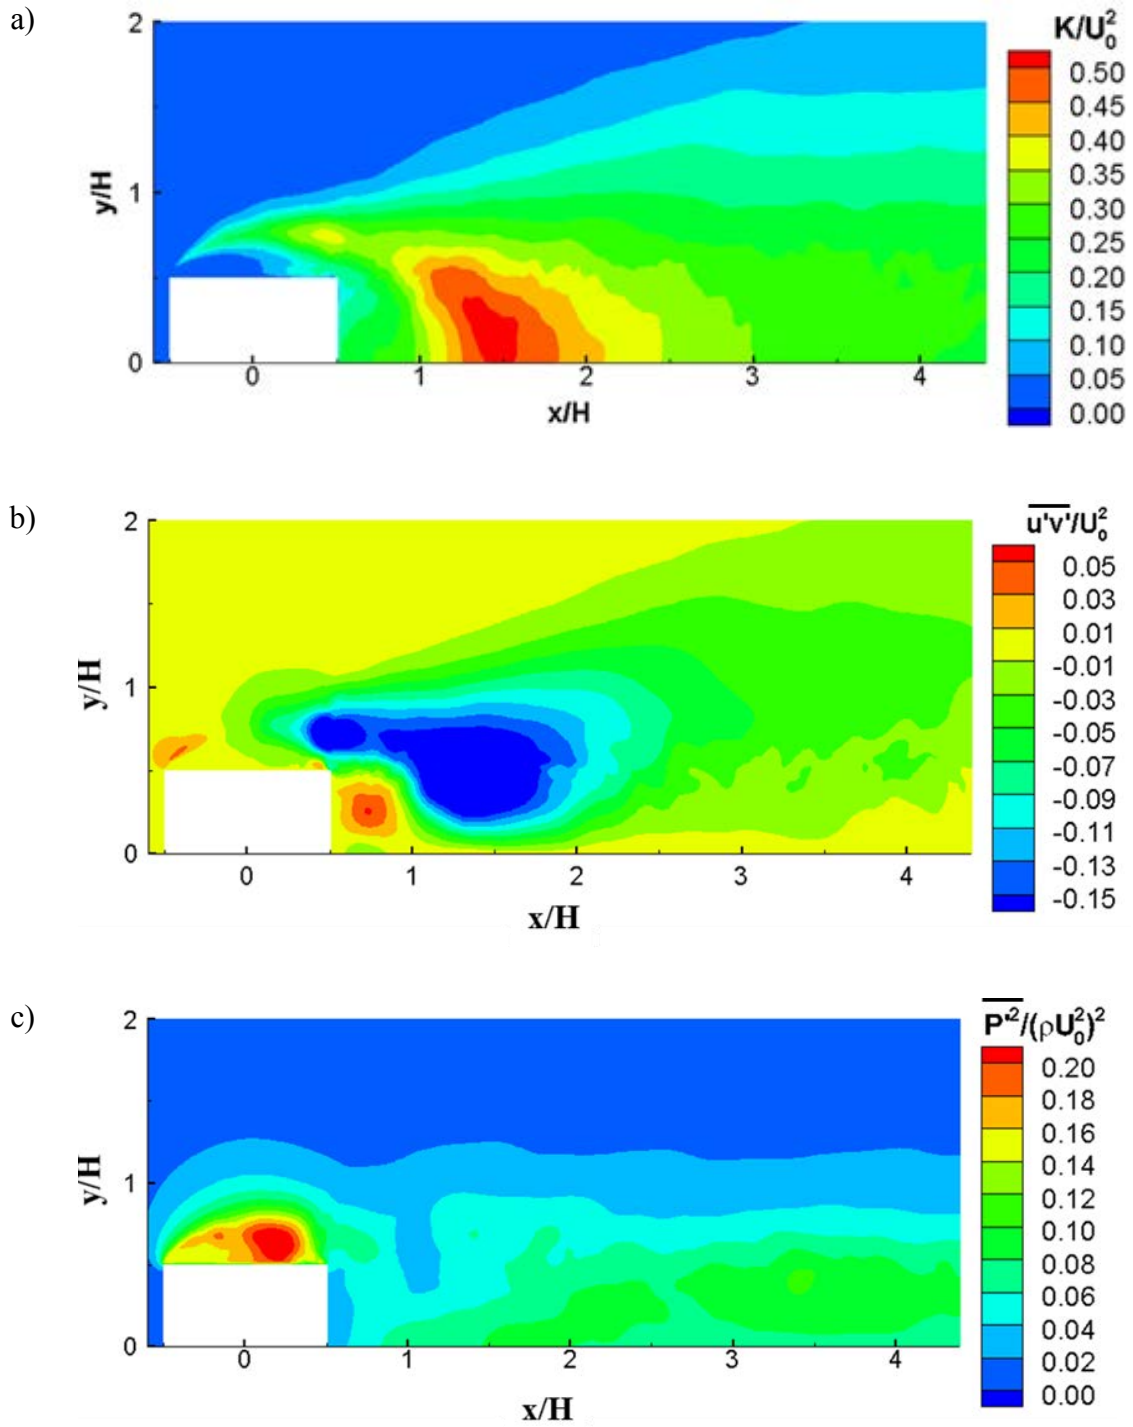 a)
K/U₀²
2
1
0
y/H
0 1 2 3 4
x/H
0.50
0.45
0.40
0.35
0.30
0.25
0.20
0.15
0.10
0.05
0.00
b)
u'v'/U₀²
2
1
0
y/H
0 1 2 3 4
x/H
0.05
0.03
0.01
-0.01
-0.03
-0.05
-0.07
-0.09
-0.11
-0.13
-0.15
c)
P'²/(ρU₀²)²
2
1
0
y/H
0 1 2 3 4
x/H
0.20
0.18
0.16
0.14
0.12
0.10
0.08
0.06
0.04
0.02
0.00